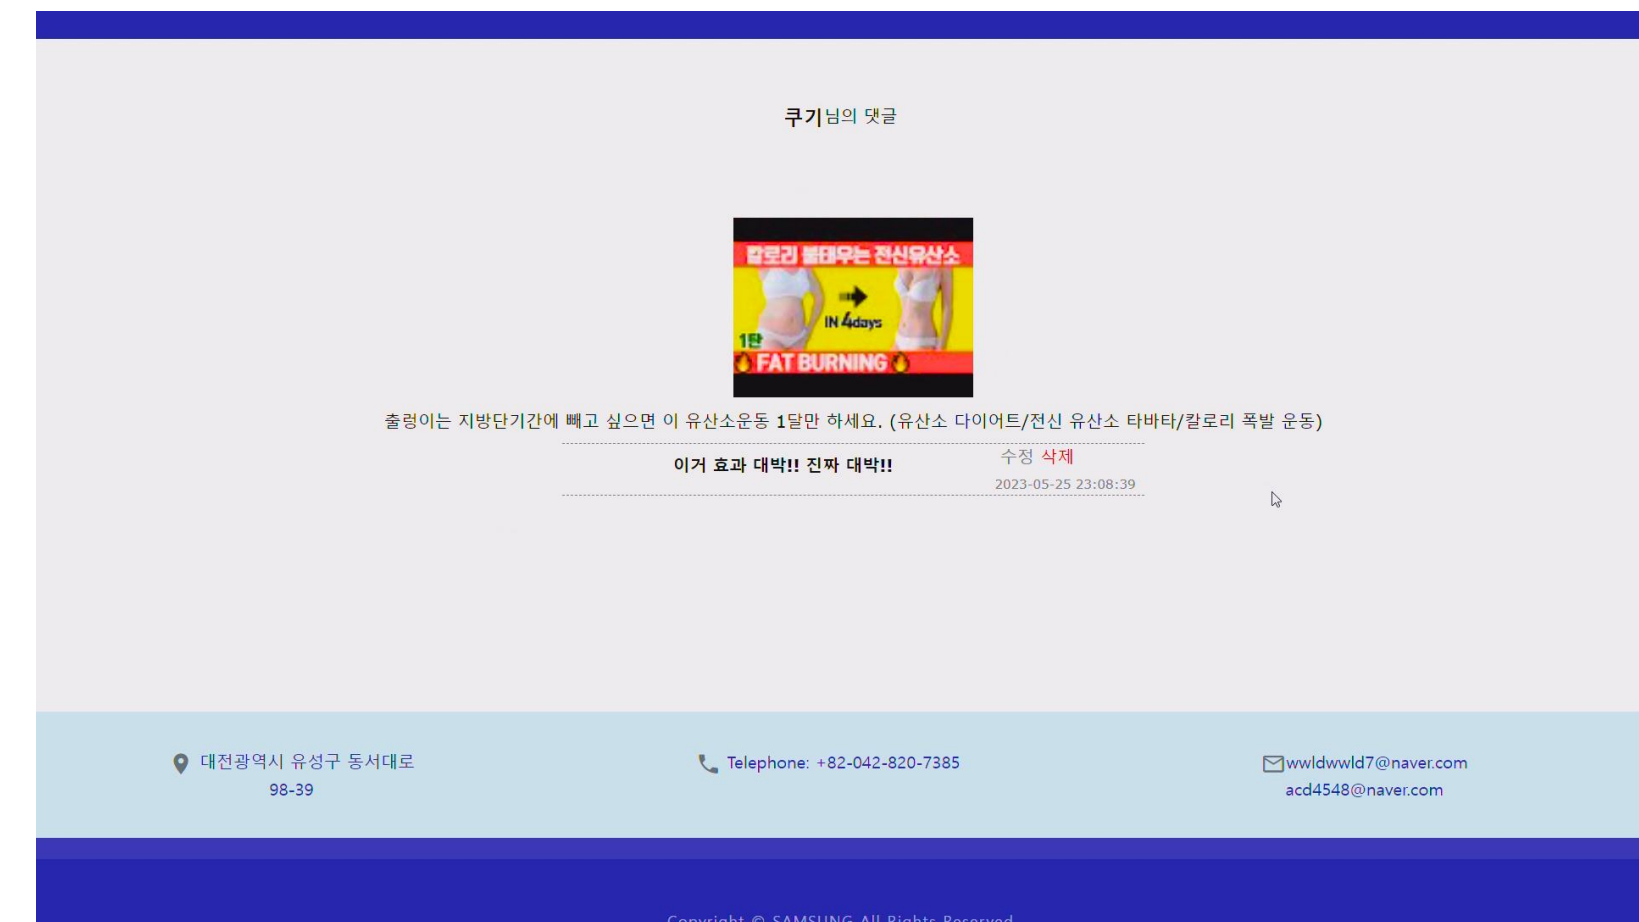 쿠기님의 댓글
칼로리 불태우는 전신유산소
IN 4days
1탄
FAT BURNING
출렁이는 지방단기간에 빼고 싶으면 이 유산소운동 1달만 하세요. (유산소 다이어트/전신 유산소 타바타/칼로리 폭발 운동)
이거 효과 대박!! 진짜 대박!!
수정 삭제
2023-05-25 23:08:39
대전광역시 유성구 동서대로
98-39
Telephone: +82-042-820-7385
wwldwwld7@naver.com
acd4548@naver.com
Copyright © SAMSUNG All Rights Reserved